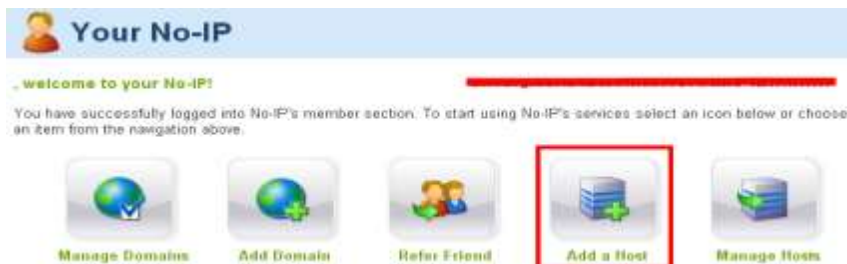 Your No-IP
, welcome to your No-IP!
You have successfully logged into No-IP's member section. To start using No-IP's services select an icon below or choose
an item from the navigation above.
Manage Domains Add Domain Refer Friend Add a Host Manage Hosts